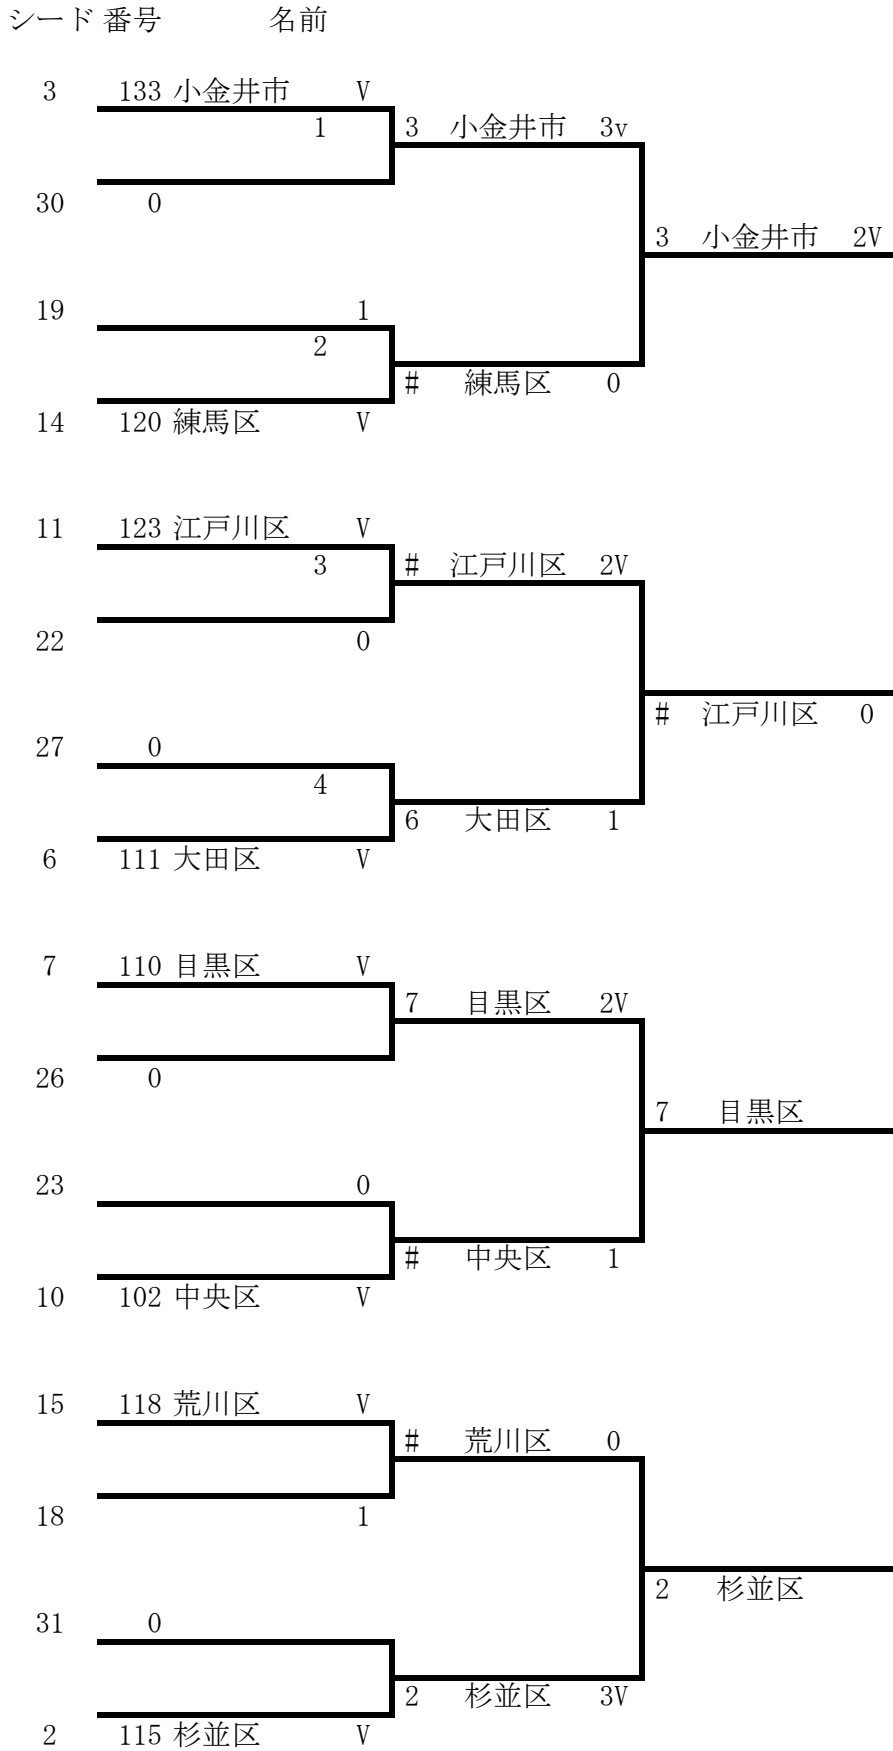 シード 番号 名前
3 133 小金井市 V
1 3 小金井市 3v
30 0
3 小金井市 2V
19 1
2
# 練馬区 0
14 120 練馬区 V
11 123 江戸川区 V
3 # 江戸川区 2V
22 0
# 江戸川区 0
27 0
4
6 大田区 1
6 111 大田区 V
7 110 目黒区 V
7 目黒区 2V
26 0
7 目黒区
23 0
# 中央区 1
10 102 中央区 V
15 118 荒川区 V
# 荒川区 0
18 1
2 杉並区
31 0
2 杉並区 3V
2 115 杉並区 V